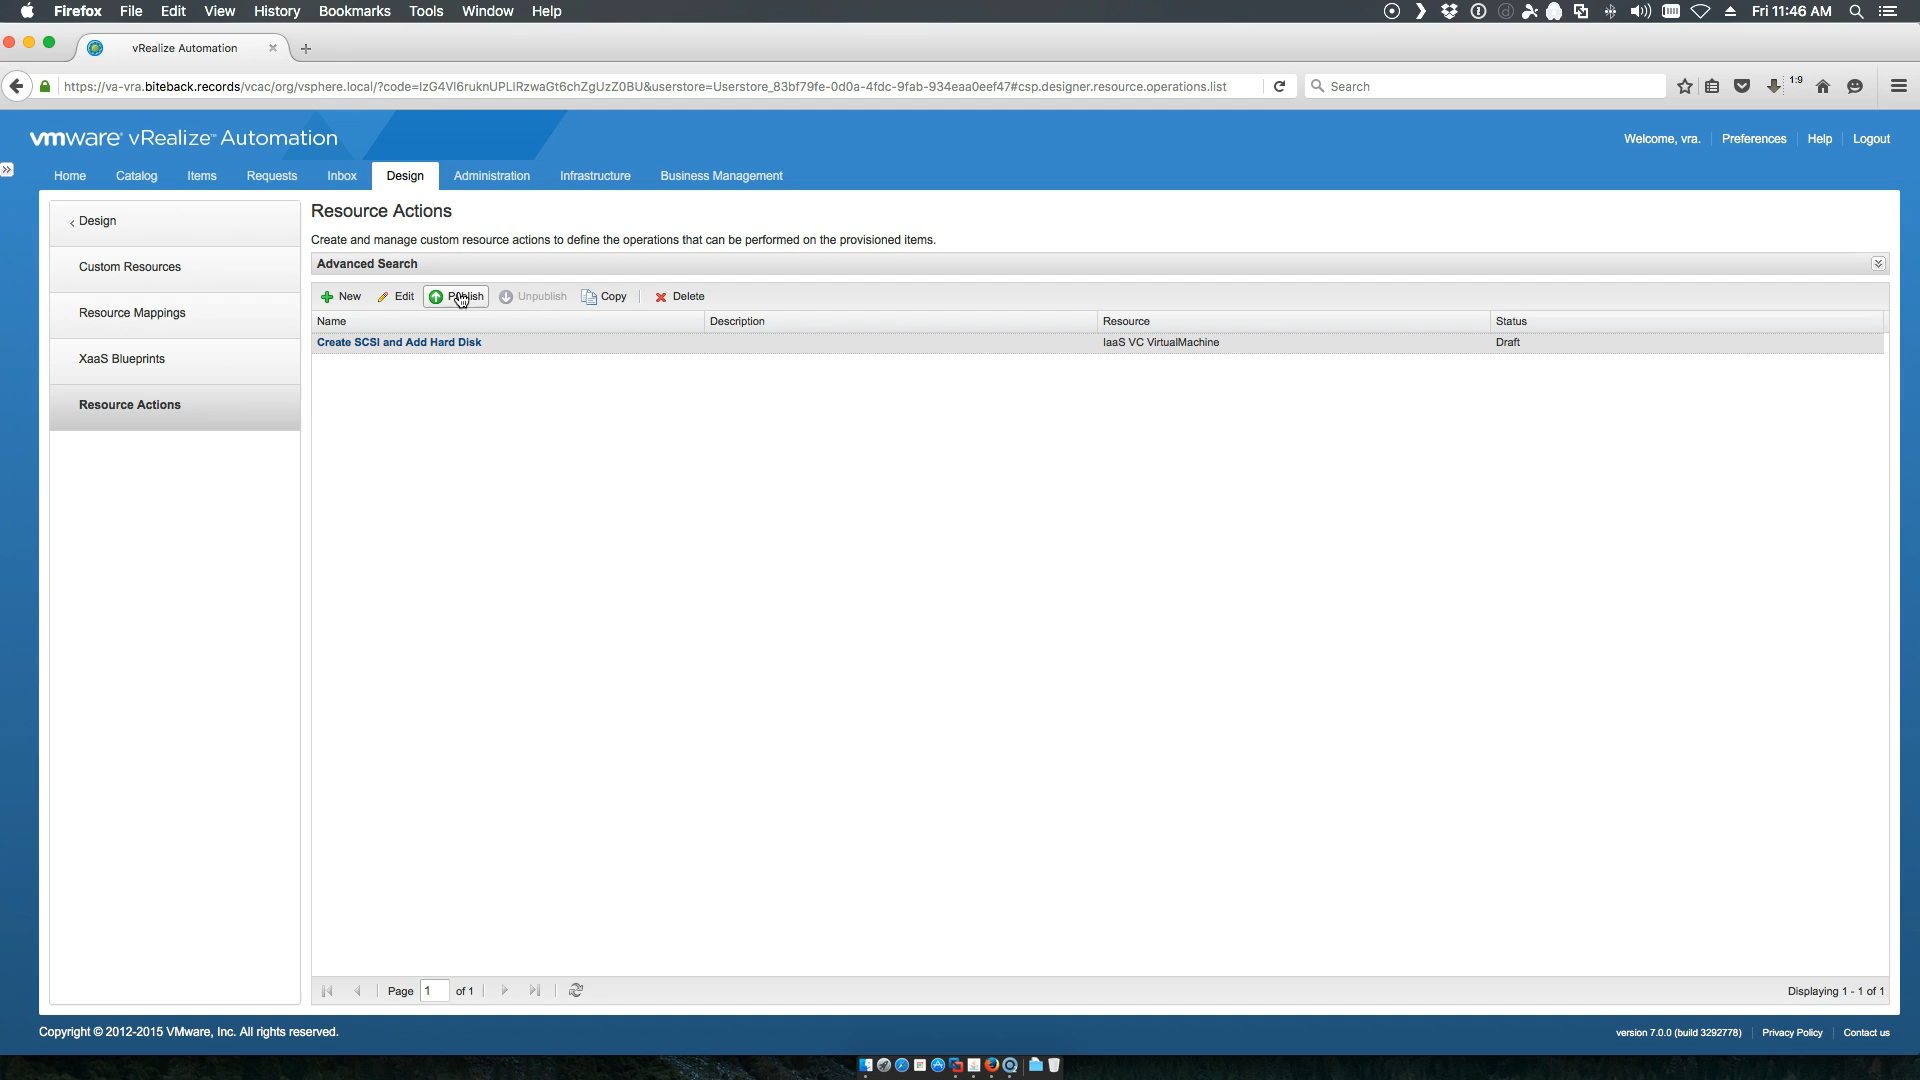 Firefox File Edit View History Bookmarks Tools Window Help
1:9
Fri 11:46 AM
vRealize Automation
https://va-vra.biteback.records/vcac/org/vsphere.local/?code=IzG4VI6ruknUPLIRzwaGt6chZgUzZ0BU&userstore=Userstore_83bf79fe-0d0a-4fdc-9fab-934eaa0eef47#csp.designer.resource.operations.list
Search
vmware vRealize™ Automation
Welcome, vra. Preferences Help Logout
Home Catalog Items Requests Inbox Design Administration Infrastructure Business Management
Design
Custom Resources
Resource Mappings
XaaS Blueprints
Resource Actions
Resource Actions
Create and manage custom resource actions to define the operations that can be performed on the provisioned items.
Advanced Search
New Edit Publish Unpublish Copy Delete
Name Description Resource Status
Create SCSI and Add Hard Disk IaaS VC VirtualMachine Draft
Page 1 of 1
Displaying 1 - 1 of 1
Copyright © 2012-2015 VMware, Inc. All rights reserved.
version 7.0.0 (build 3292778) Privacy Policy Contact us